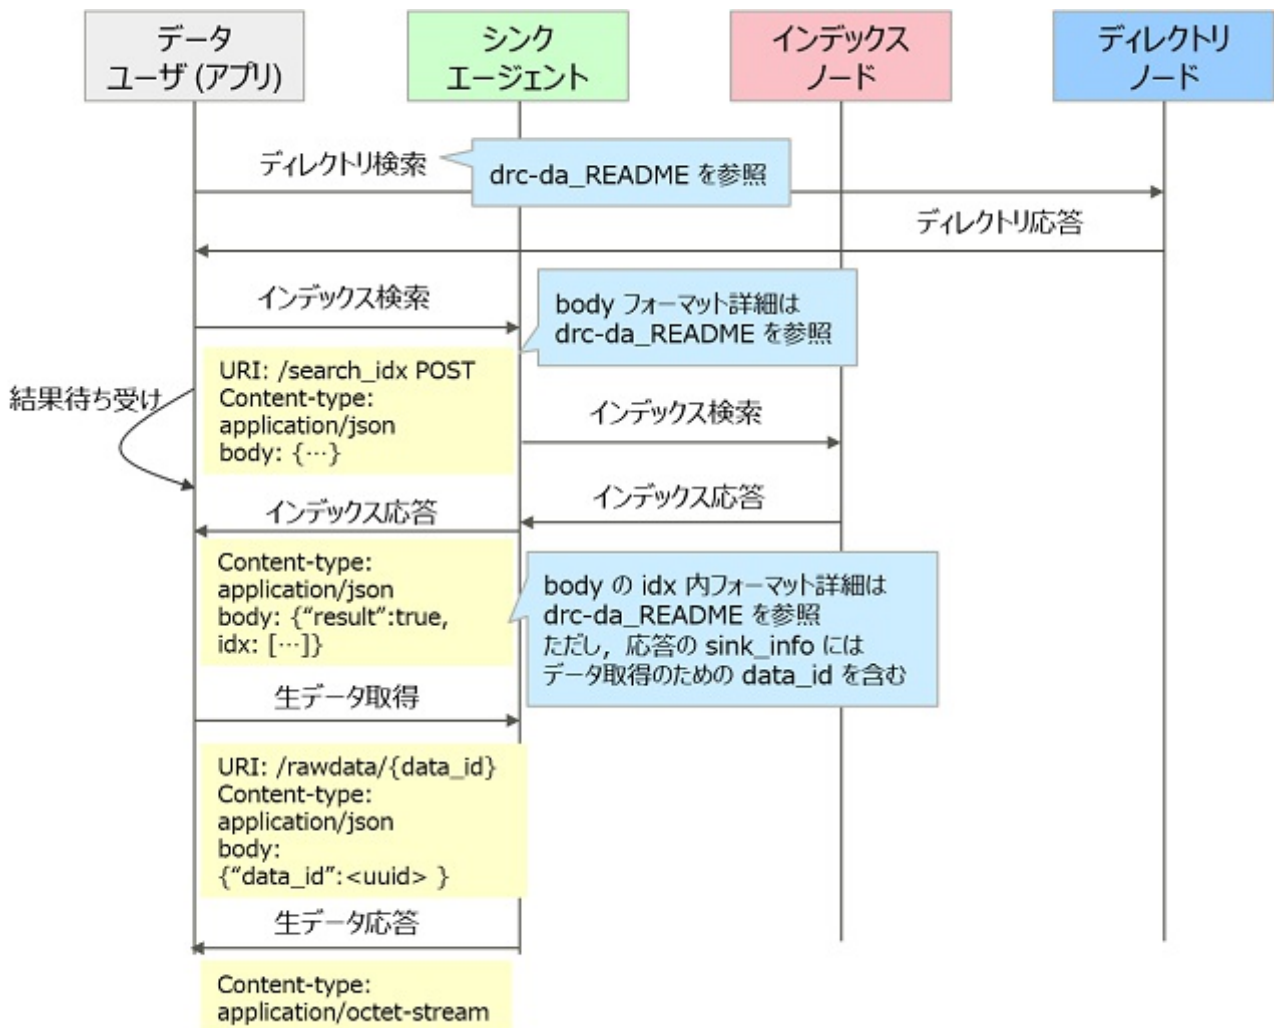 データ
ユーザ (アプリ)
シンク
エージェント
インデックス
ノード
ディレクトリ
ノード
ディレクトリ検索
drc-da_README を参照
ディレクトリ応答
インデックス検索
body フォーマット詳細は
drc-da_README を参照
URI: /search_idx POST
Content-type:
application/json
body: {…}
結果待ち受け
インデックス検索
インデックス応答
インデックス応答
Content-type:
application/json
body: {“result”:true,
idx: […]}
body の idx 内フォーマット詳細は
drc-da_README を参照
ただし，応答の sink_info には
データ取得のための data_id を含む
生データ取得
URI: /rawdata/{data_id}
Content-type:
application/json
body:
{“data_id”:<uuid> }
生データ応答
Content-type:
application/octet-stream